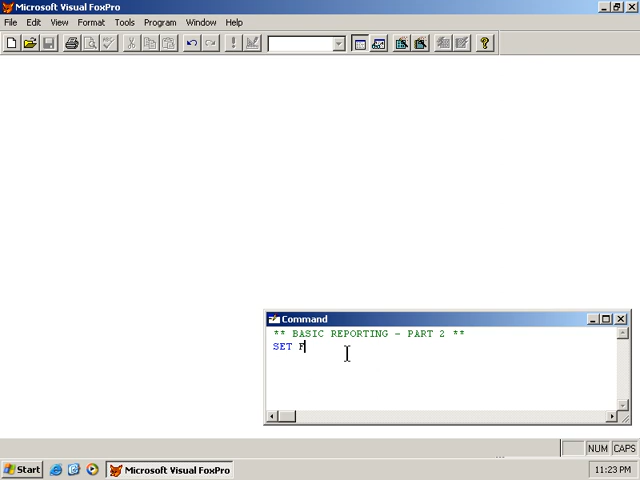 Microsoft Visual FoxPro
File Edit View Format Tools Program Window Help
Command
** BASIC REPORTING - PART 2 **
SET F
NUM CAPS
Start Microsoft Visual FoxPro 11:23 PM